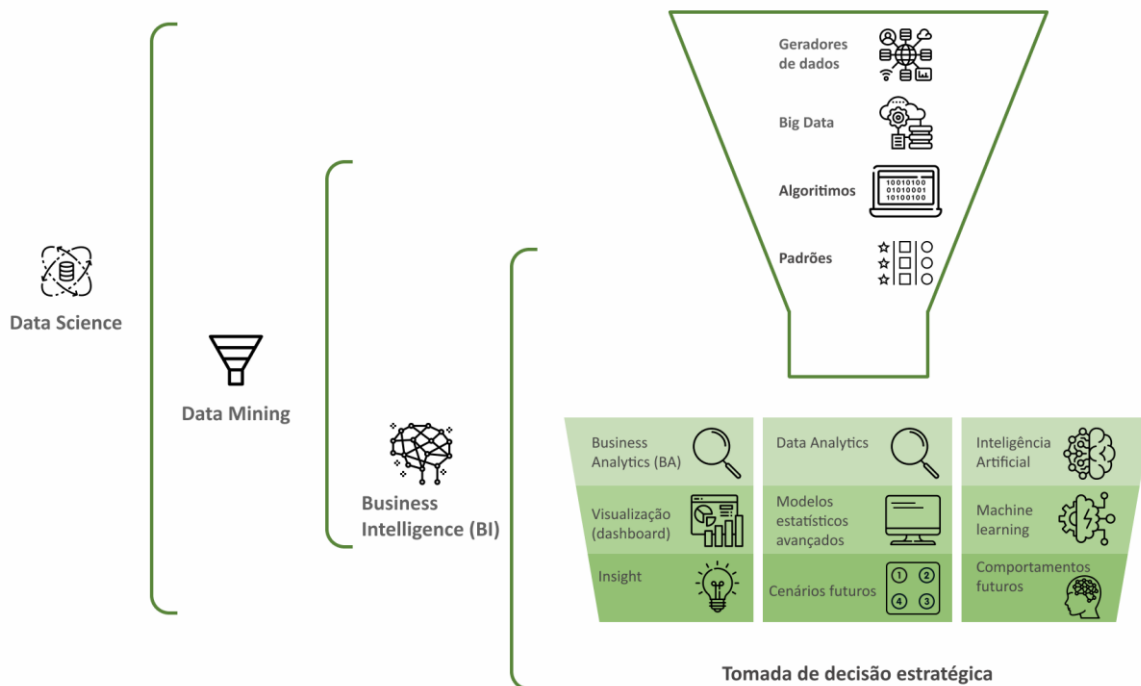 Data Science
Data Mining
Business
Intelligence (BI)
Geradores
de dados
Big Data
Algoritimos
10010100
01010001
10100100
Padrões
Business
Analytics (BA)
Visualização
(dashboard)
Insight
Data Analytics
Modelos
estatísticos
avançados
Cenários futuros
1 2
4 3
Inteligência
Artificial
Machine
learning
Comportamentos
futuros
Tomada de decisão estratégica